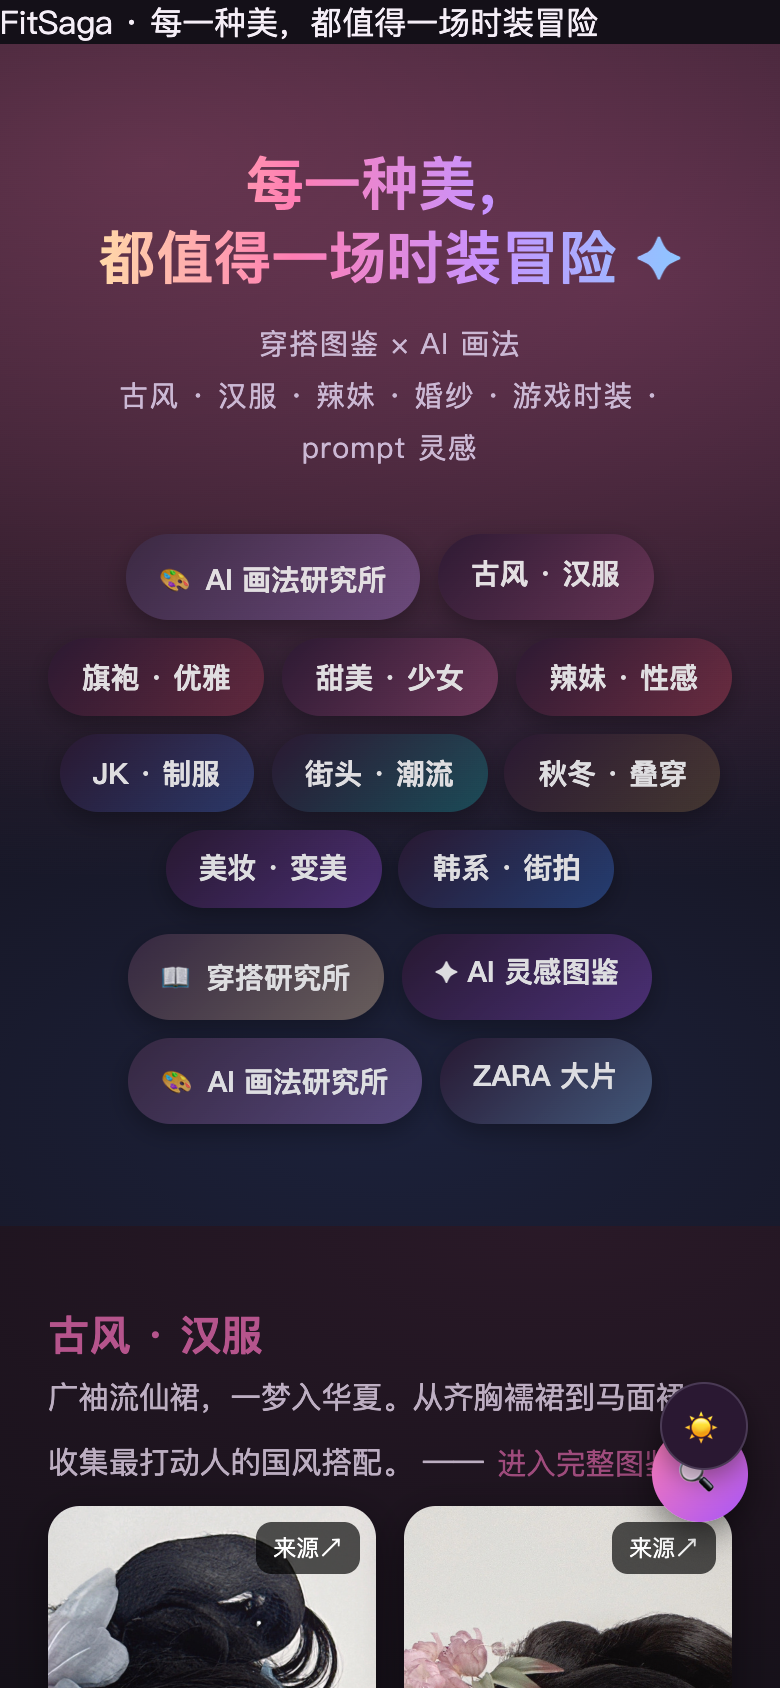 FitSaga · 每一种美，都值得一场时装冒险
每一种美，
都值得一场时装冒险 ✦
穿搭图鉴 × AI 画法
古风 · 汉服 · 辣妹 · 婚纱 · 游戏时装 ·
prompt 灵感
🎨 AI 画法研究所
古风 · 汉服
旗袍 · 优雅
甜美 · 少女
辣妹 · 性感
JK · 制服
街头 · 潮流
秋冬 · 叠穿
美妆 · 变美
韩系 · 街拍
📖 穿搭研究所
✦ AI 灵感图鉴
🎨 AI 画法研究所
ZARA 大片
古风 · 汉服
广袖流仙裙，一梦入华夏。从齐胸襦裙到马面裙
收集最打动人的国风搭配。 —— 进入完整图鉴
来源↗
来源↗